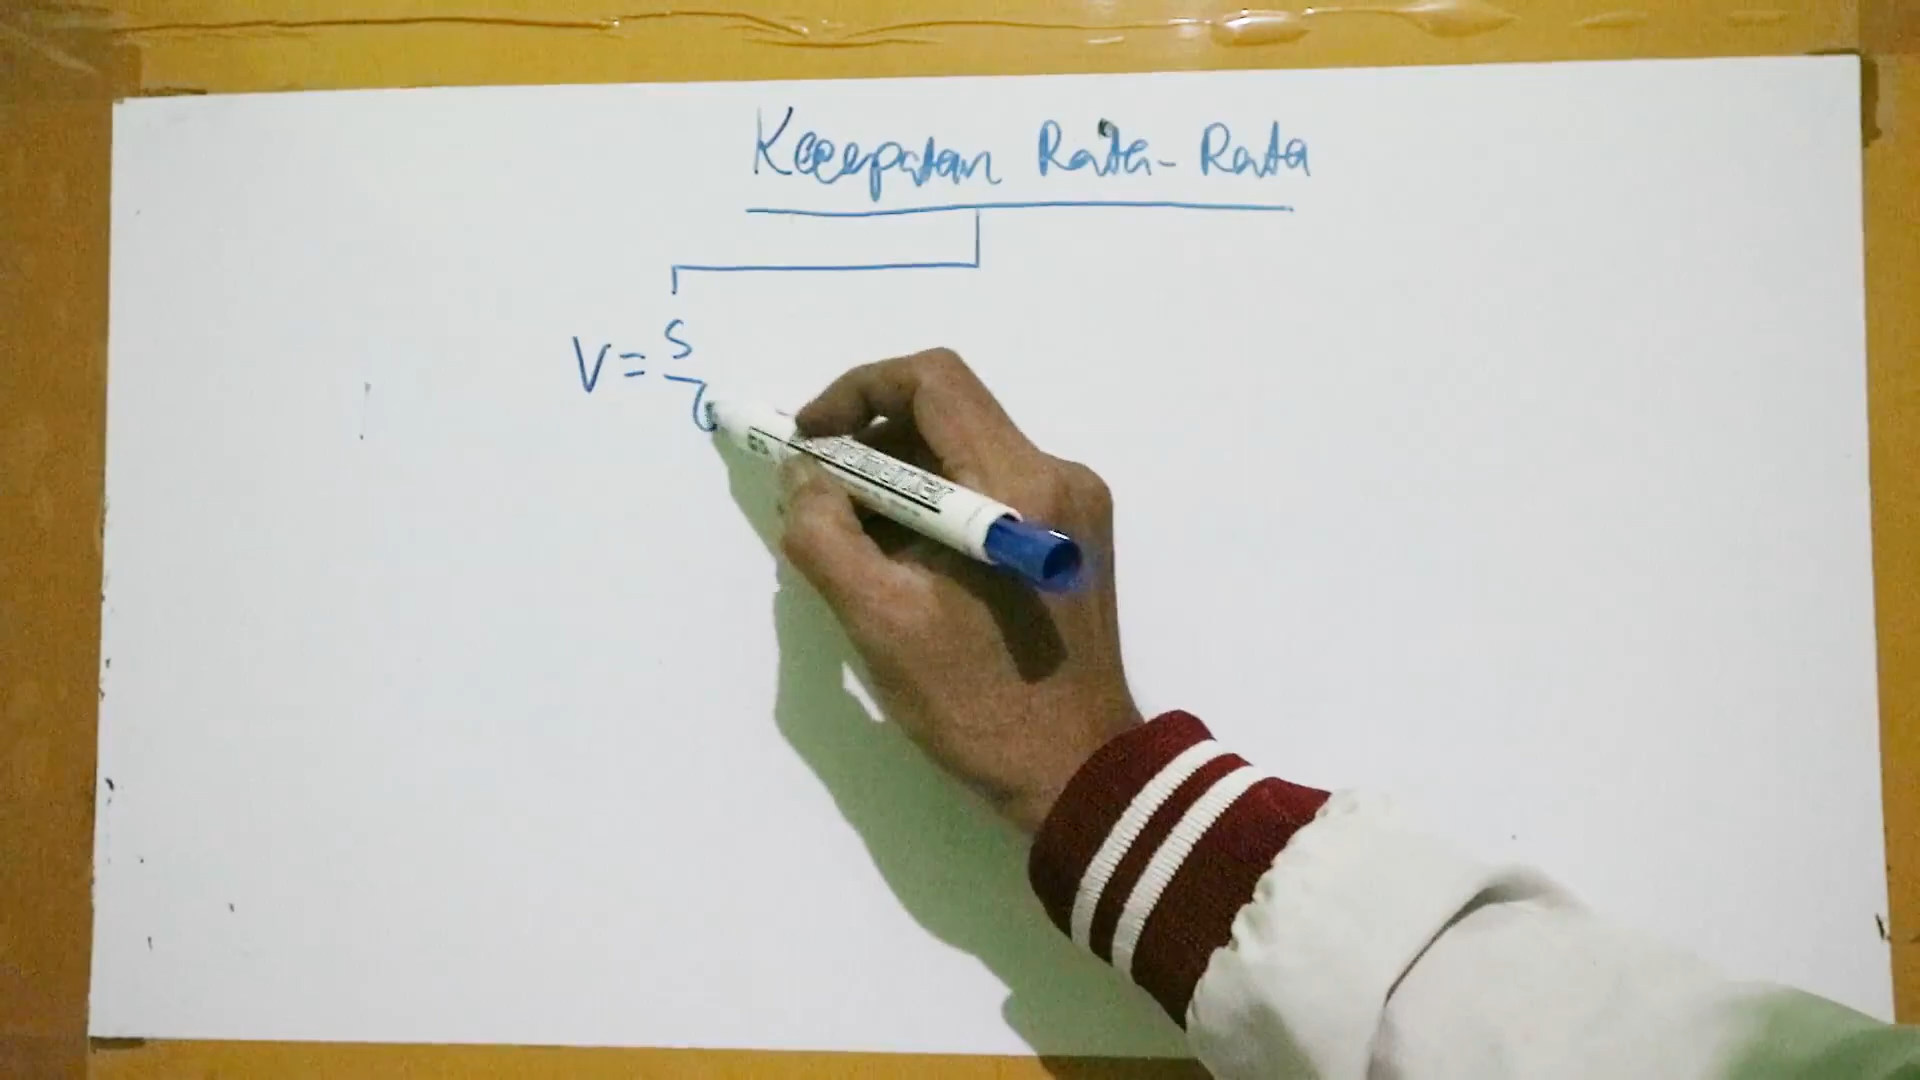 Kecepatan Rata-Rata
V = s
t